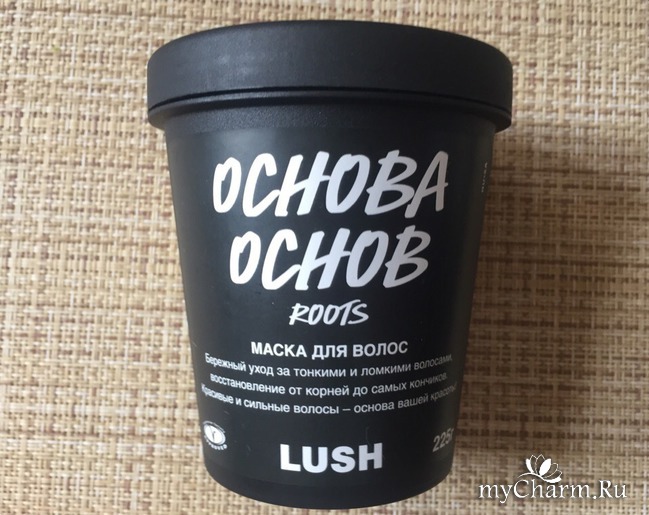 ОСНОВА
ОСНОВ
ROOTS
МАСКА ДЛЯ ВОЛОС
Бережный уход за тонкими и ломкими волосами,
восстановление от корней до самых кончиков.
Красивые и сильные волосы – основа вашей красоты!
LUSH
225г
myCharm.Ru